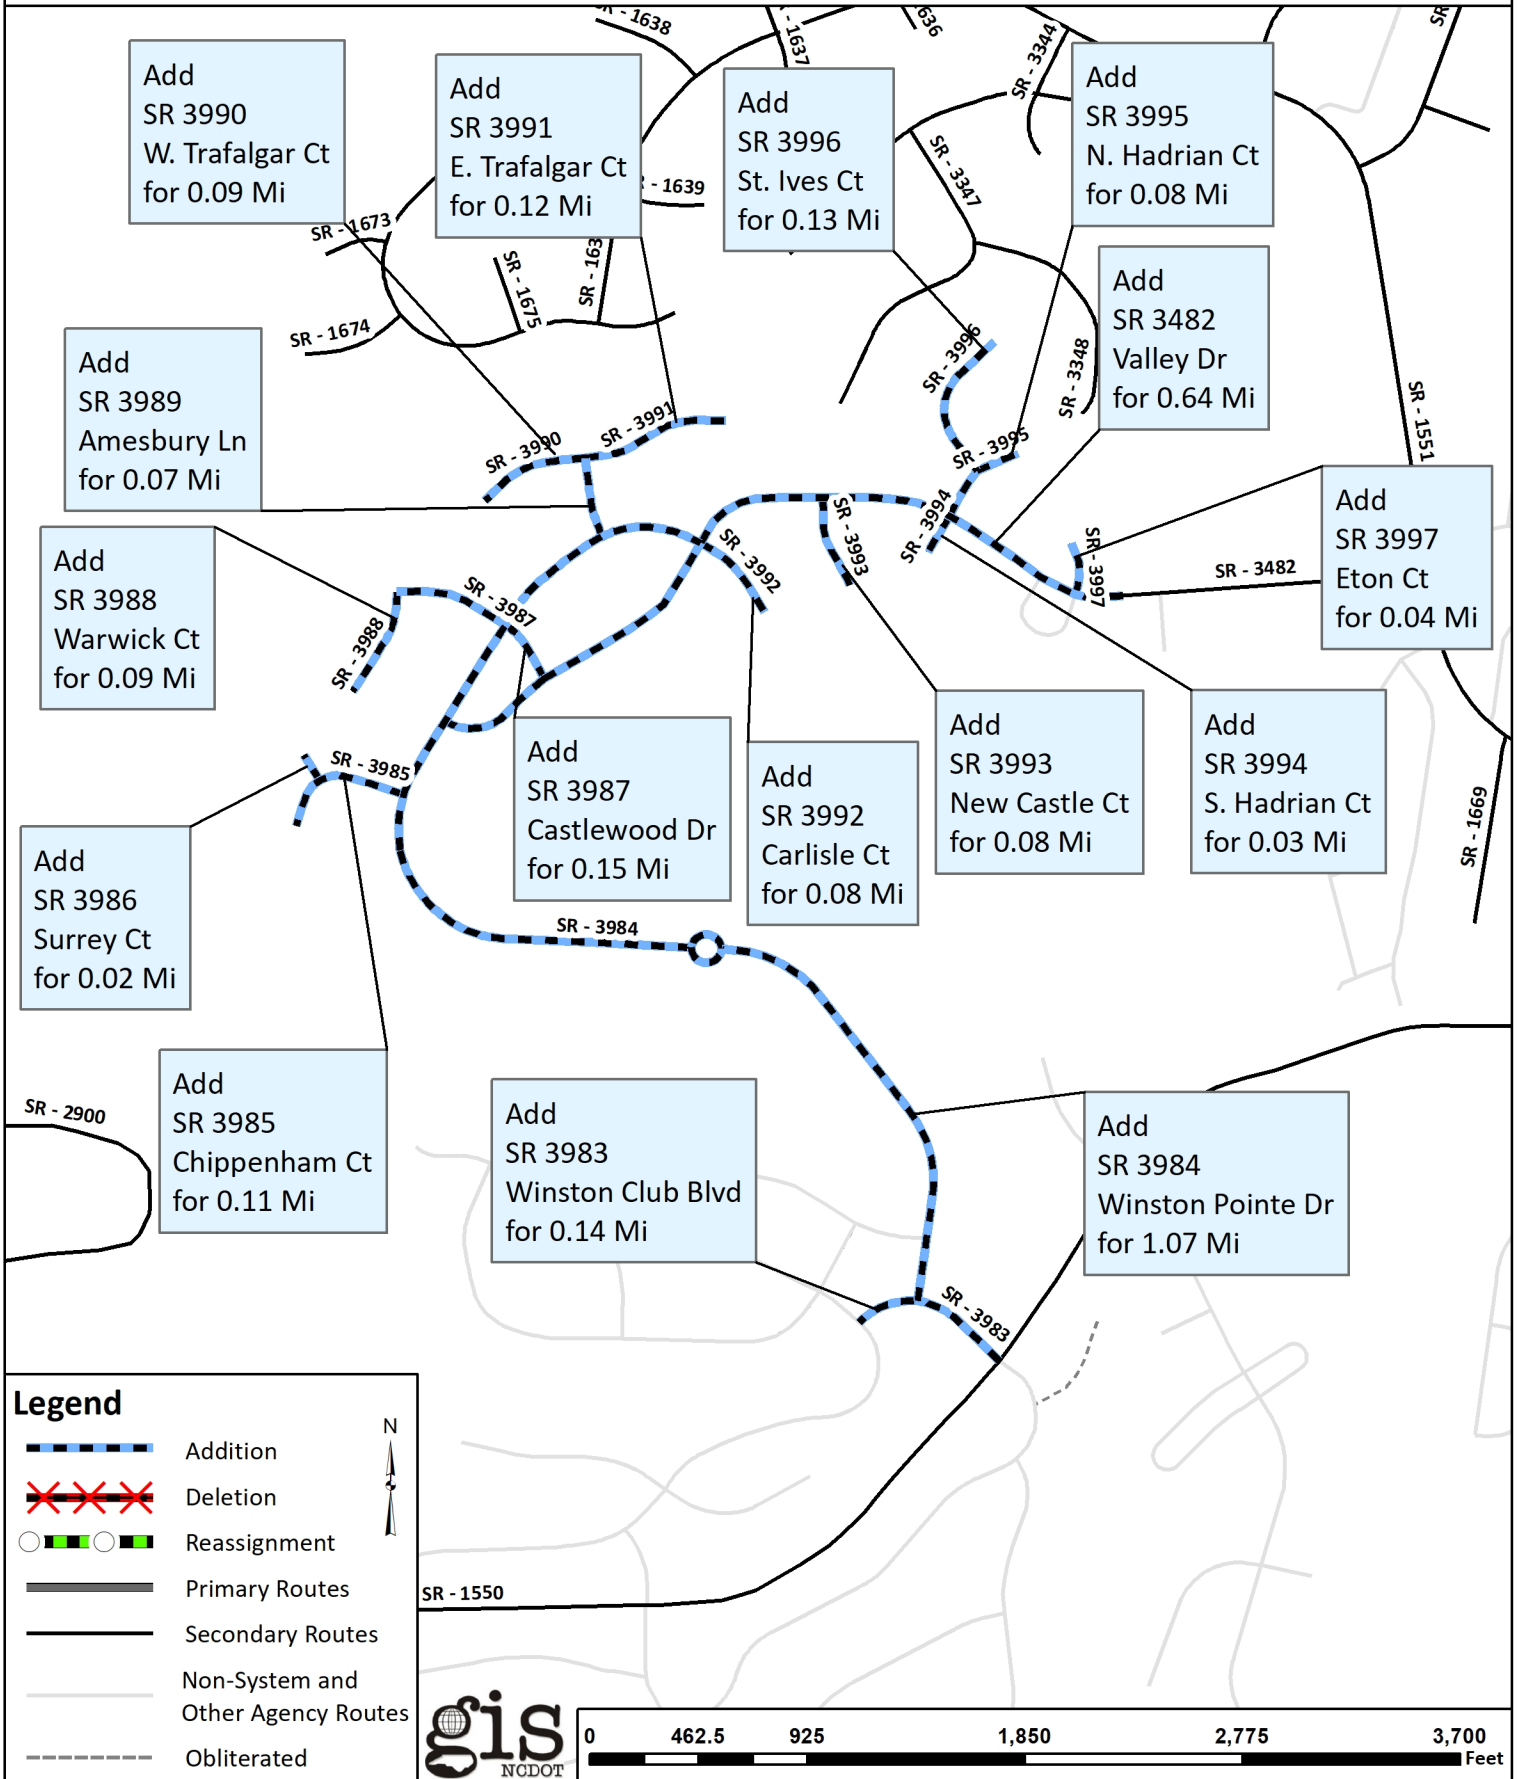 SR - 1638
- 1637
1636
SR - 3344
SR
Add
SR 3990
W. Trafalgar Ct
for 0.09 Mi
Add
SR 3991
E. Trafalgar Ct
for 0.12 Mi
Add
SR 3996
St. Ives Ct
for 0.13 Mi
Add
SR 3995
N. Hadrian Ct
for 0.08 Mi
SR - 3347
- 1639
SR - 1673
SR - 1675
SR - 163
SR - 1674
Add
SR 3482
Valley Dr
for 0.64 Mi
SR - 3996
SR - 3348
SR - 1551
Add
SR 3989
Amesbury Ln
for 0.07 Mi
SR - 3990
SR - 3991
SR - 3995
SR - 3994
SR - 3993
SR - 3992
SR - 3997
SR - 3482
Add
SR 3997
Eton Ct
for 0.04 Mi
Add
SR 3988
Warwick Ct
for 0.09 Mi
SR - 3987
SR - 3988
SR - 3985
Add
SR 3987
Castlewood Dr
for 0.15 Mi
Add
SR 3992
Carlisle Ct
for 0.08 Mi
Add
SR 3993
New Castle Ct
for 0.08 Mi
Add
SR 3994
S. Hadrian Ct
for 0.03 Mi
SR - 1669
Add
SR 3986
Surrey Ct
for 0.02 Mi
SR - 3984
SR - 2900
Add
SR 3985
Chippenham Ct
for 0.11 Mi
Add
SR 3983
Winston Club Blvd
for 0.14 Mi
Add
SR 3984
Winston Pointe Dr
for 1.07 Mi
SR - 3983
SR - 1550
Legend
N
Addition
Deletion
Reassignment
Primary Routes
Secondary Routes
Non-System and
Other Agency Routes
Obliterated
gis
NCDOT
0 462.5 925 1,850 2,775 3,700
Feet